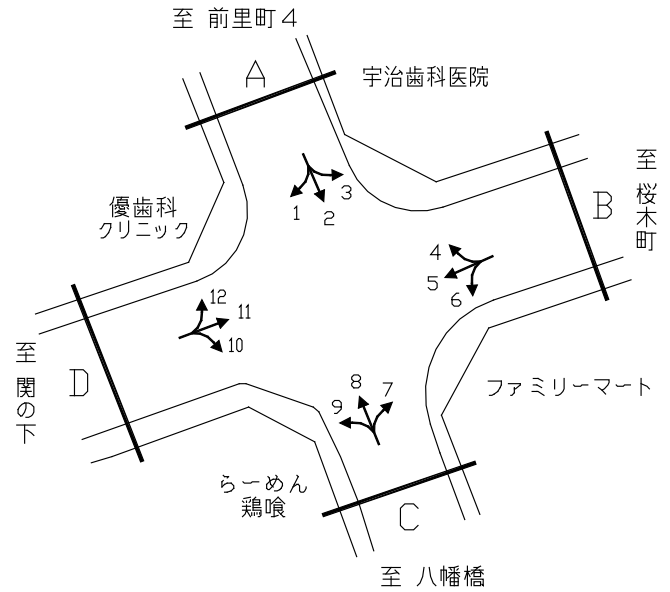 至 前里町4
A
宇治歯科医院
至 桜木町
B
優歯科
クリニック
1
2
3
4
5
6
12
11
10
至 関の下
D
8
7
9
ファミリーマート
らーめん
鶏喰
C
至 八幡橋